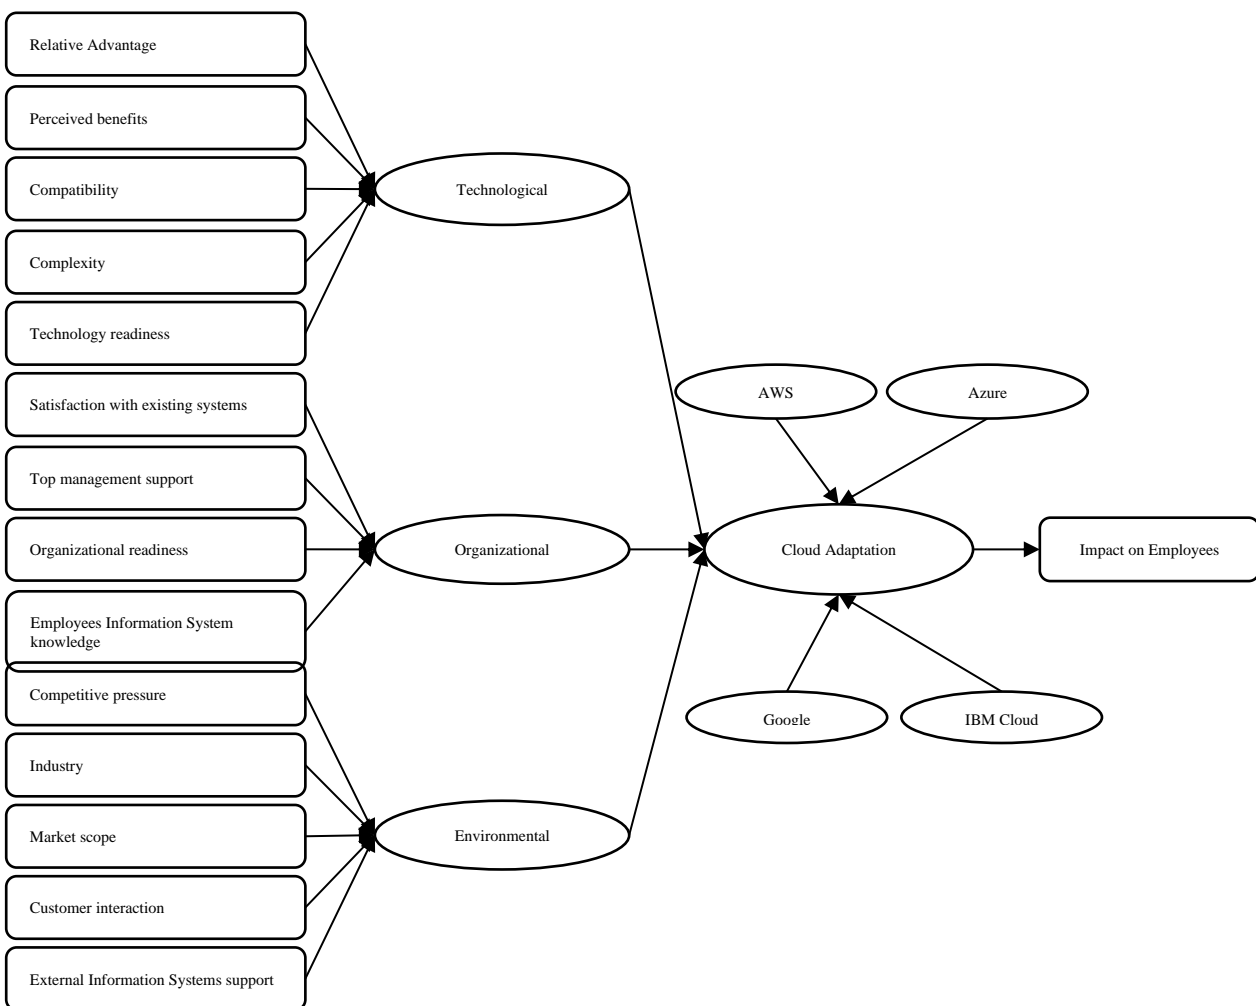 Relative Advantage
Perceived benefits
Compatibility
Complexity
Technology readiness
Satisfaction with existing systems
Top management support
Organizational readiness
Employees Information System
knowledge
Competitive pressure
Industry
Market scope
Customer interaction
External Information Systems support
Technological
Organizational
Environmental
AWS
Azure
Cloud Adaptation
Google
IBM Cloud
Impact on Employees